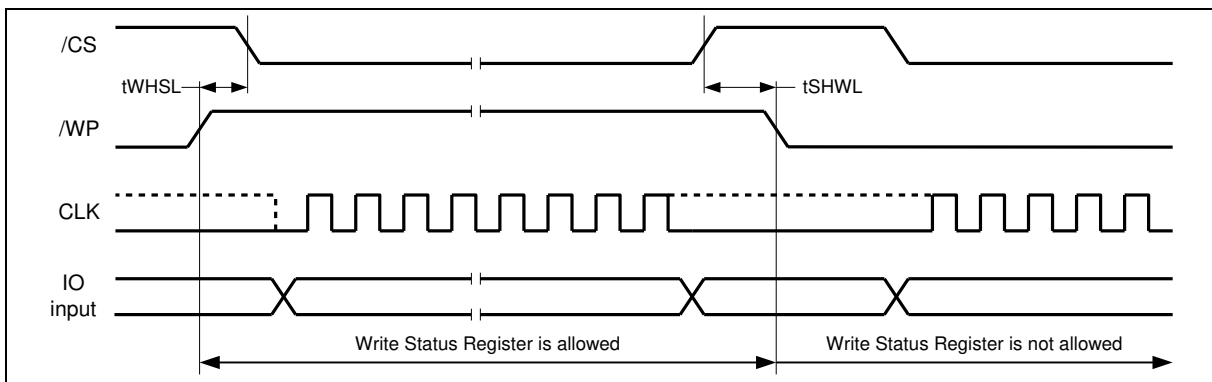 /CS
tWHSL
tSHWL
/WP
CLK
IO
input
Write Status Register is allowed
Write Status Register is not allowed